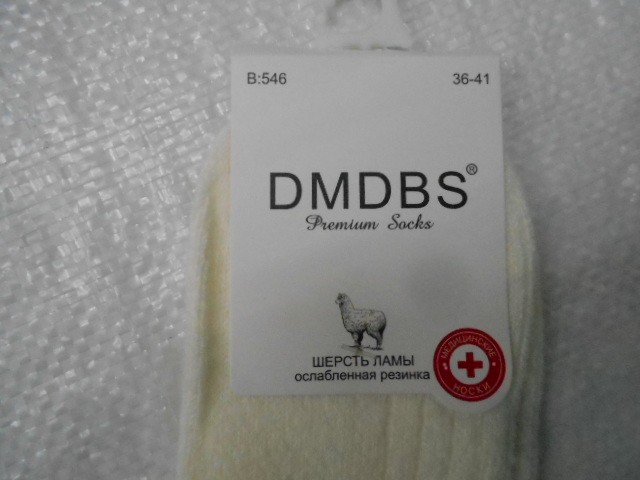 B:546 36-41
DMDBS®
Premium Socks
ШЕРСТЬ ЛАМЫ
ослабленная резинка
МЕДИЦИНСКИЕ
НОСКИ